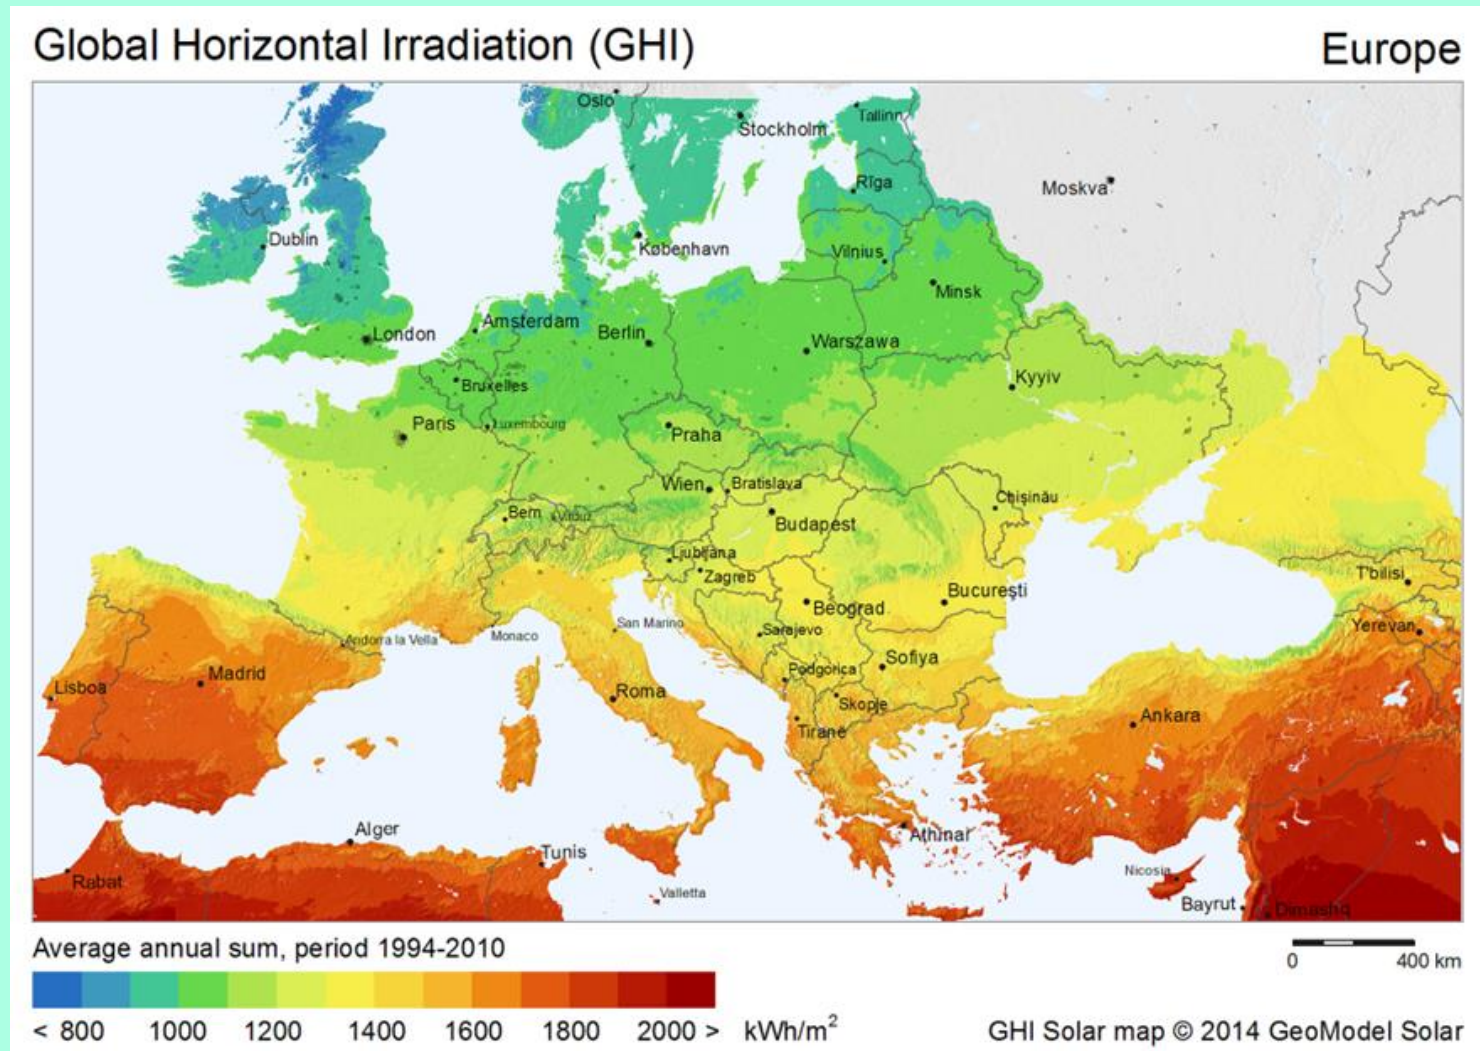 Global Horizontal Irradiation (GHI)
Europe
Oslo
Stockholm
Tallinn
Rīga
Moskva
Dublin
København
Vilnius
Minsk
London
Amsterdam
Berlin
Warszawa
Bruxelles
Kyyiv
Paris
Luxembourg
Praha
Wien
Bratislava
Chişinău
Bern
Vaduz
Budapest
Ljubljana
Zagreb
T'bilisi
Beograd
Bucureşti
San Marino
Sarajevo
Yerevan
Andorra la Vella
Monaco
Podgorica
Sofiya
Lisboa
Madrid
Roma
Skopje
Ankara
Tiranë
Alger
Athinai
Tunis
Rabat
Nicosia
Valletta
Bayrut
Dimashq
Average annual sum, period 1994-2010
0 400 km
< 800 1000 1200 1400 1600 1800 2000 > kWh/m²
GHI Solar map © 2014 GeoModel Solar